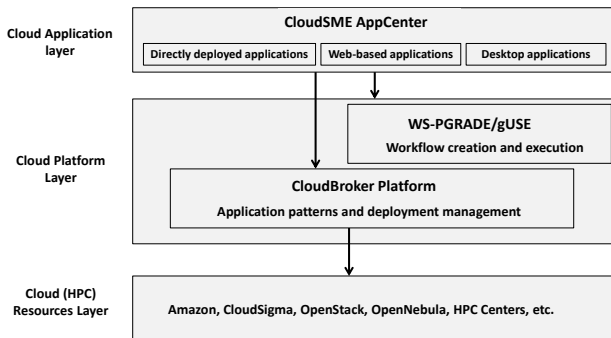 Cloud Application
layer
CloudSME AppCenter
Directly deployed applications
Web-based applications
Desktop applications
Cloud Platform
Layer
WS-PGRADE/gUSE
Workflow creation and execution
CloudBroker Platform
Application patterns and deployment management
Cloud (HPC)
Resources Layer
Amazon, CloudSigma, OpenStack, OpenNebula, HPC Centers, etc.